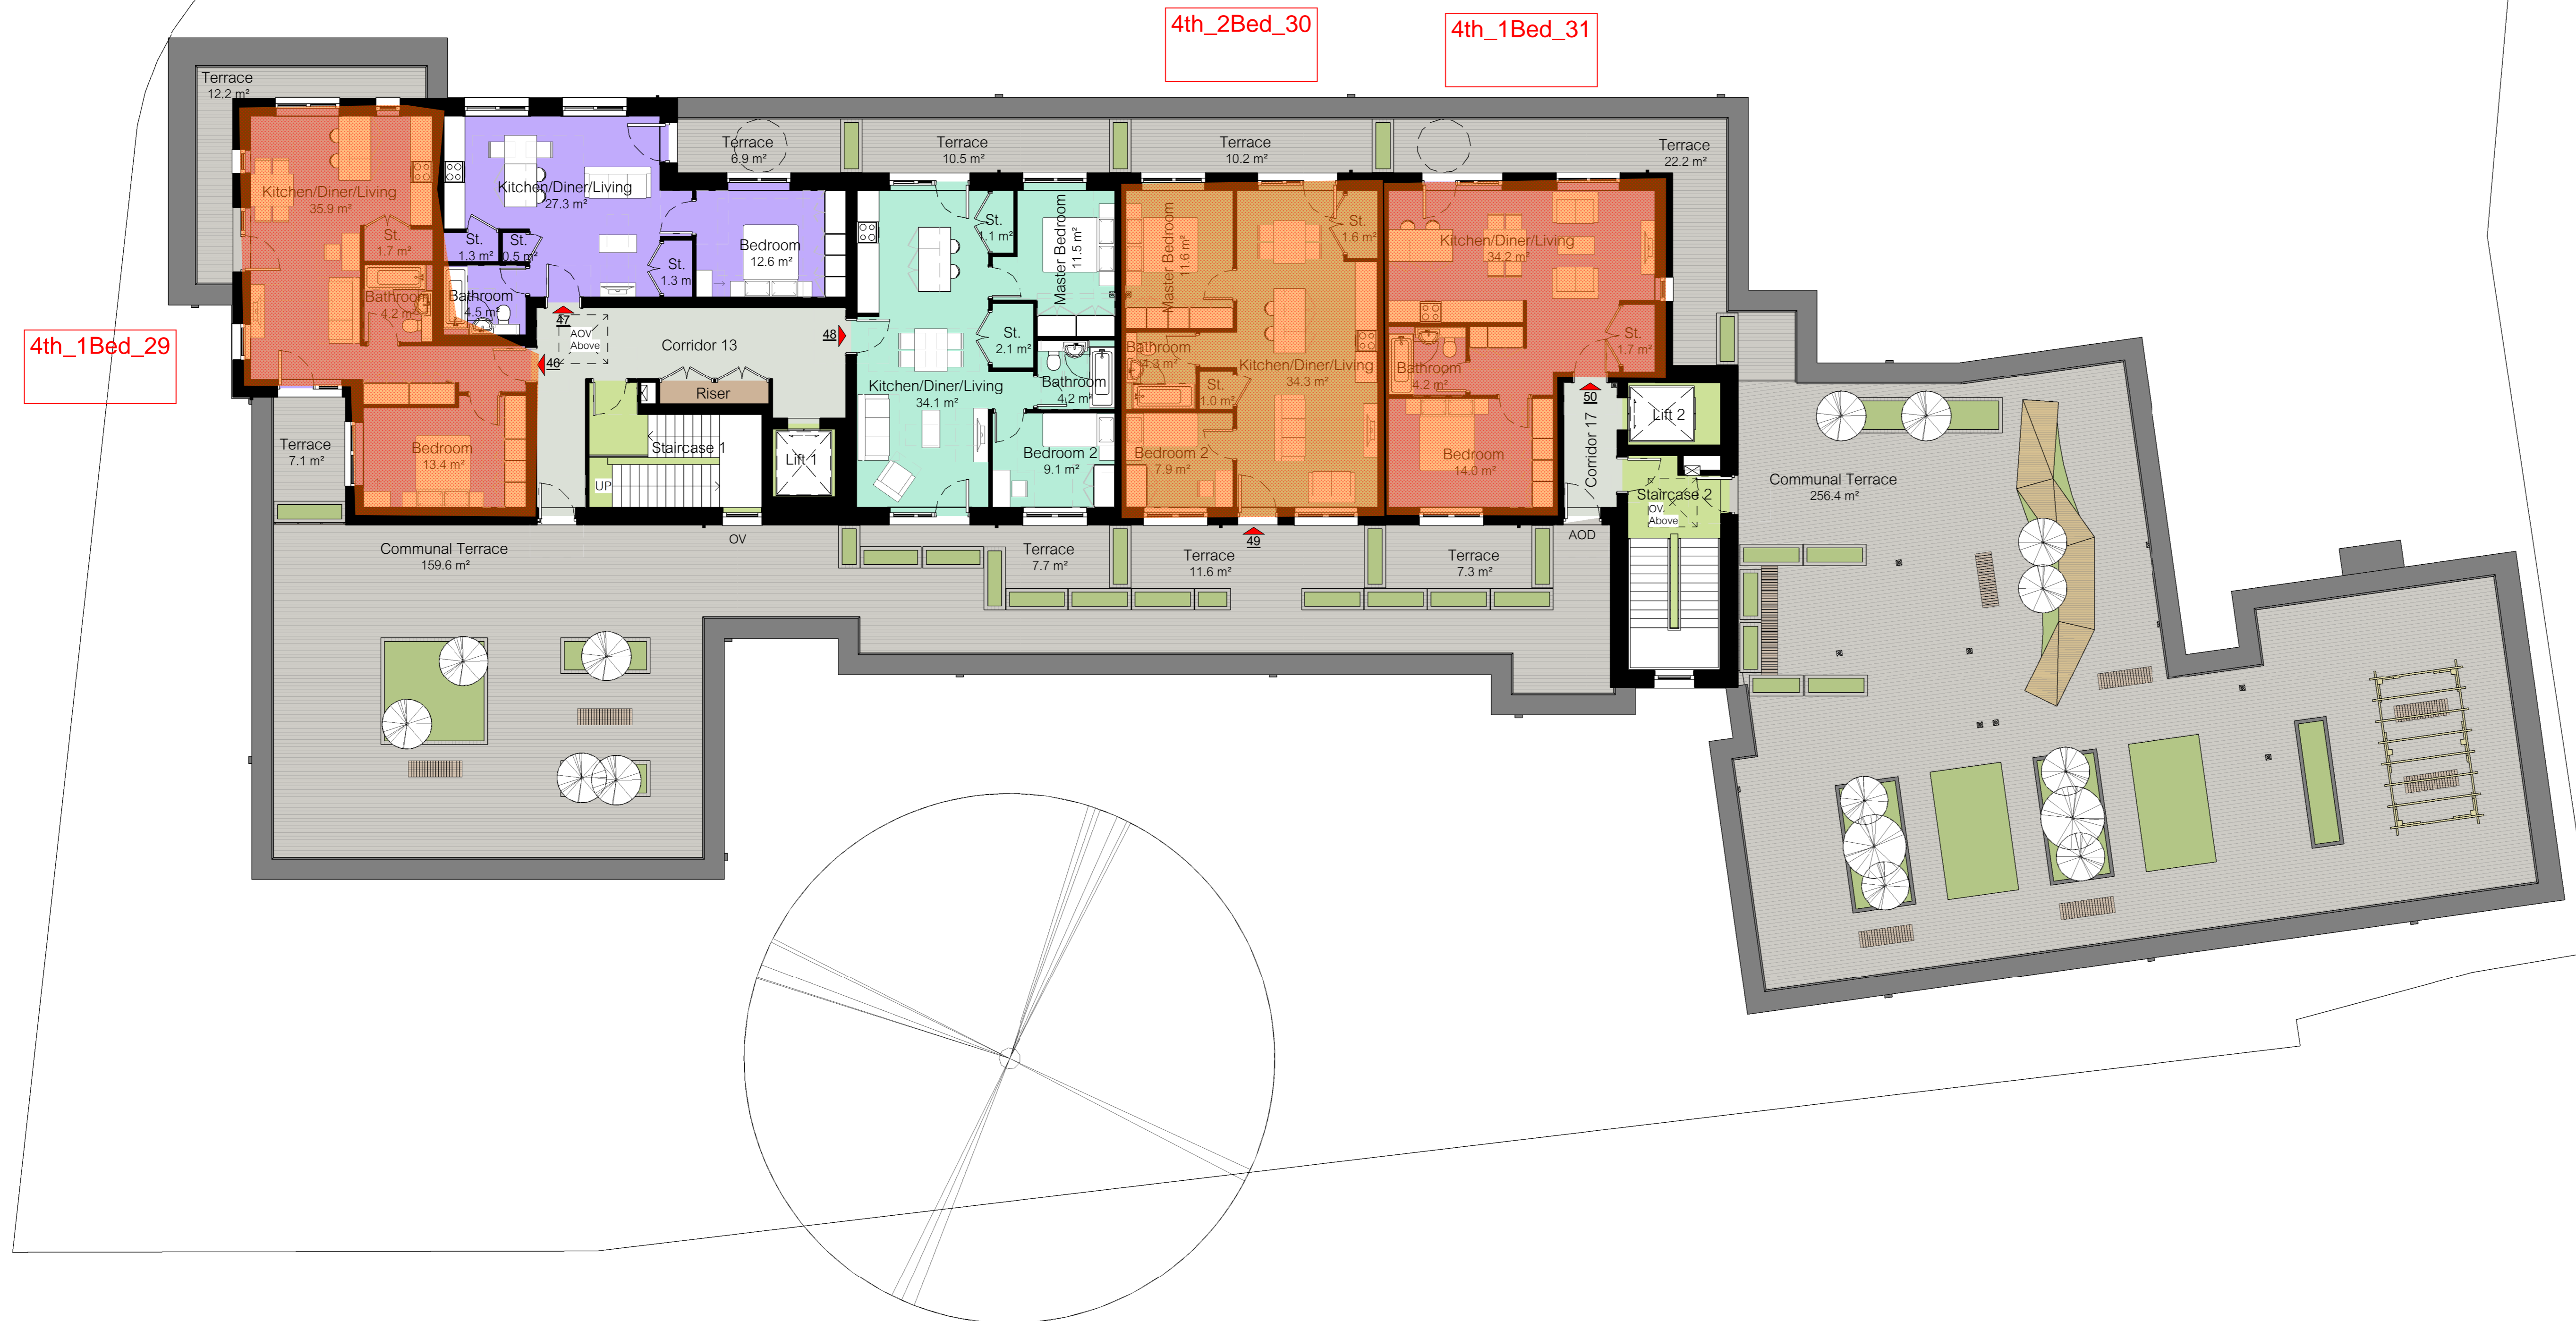 4th_2Bed_30
4th_1Bed_31
4th_1Bed_29
Terrace
12.2 m²
Kitchen/Diner/Living
35.9 m²
St.
1.7 m²
Bathroom
4.2 m²
Bedroom
13.4 m²
Terrace
7.1 m²
Kitchen/Diner/Living
27.3 m²
St.
1.3 m²
St.
0.5 m²
Bathroom
4.5 m²
St.
1.3 m
Bedroom
12.6 m²
Terrace
6.9 m²
47
46
48
AOV
Above
Corridor 13
Riser
Staircase 1
UP
Lift 1
Terrace
10.5 m²
Kitchen/Diner/Living
34.1 m²
St.
1.1 m²
Master Bedroom
11.5 m²
St.
2.1 m²
Bathroom
4.2 m²
Bedroom 2
9.1 m²
Terrace
10.2 m²
Master Bedroom
11.6 m²
Bathroom
4.3 m²
St.
1.0 m²
Bedroom 2
7.9 m²
Kitchen/Diner/Living
34.3 m²
St.
1.6 m²
Terrace
22.2 m²
Kitchen/Diner/Living
34.2 m²
St.
1.7 m²
Bathroom
4.2 m²
Bedroom
14.0 m²
50
Corridor 17
Lift 2
Staircase 2
OV
Above
Communal Terrace
256.4 m²
Communal Terrace
159.6 m²
OV
Terrace
7.7 m²
49
Terrace
11.6 m²
Terrace
7.3 m²
AOD